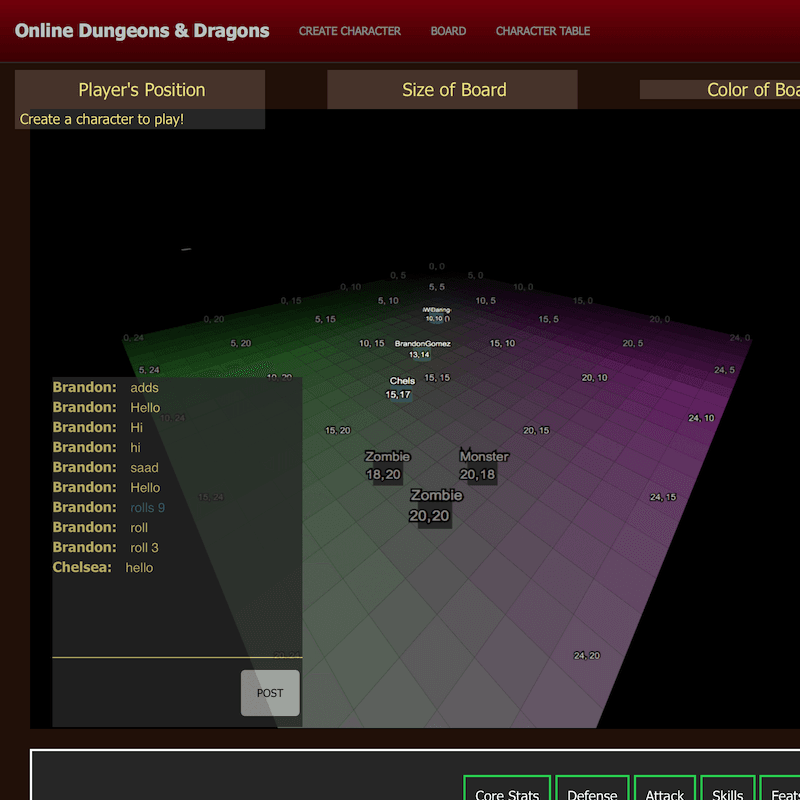 Online Dungeons & Dragons CREATE CHARACTER BOARD CHARACTER TABLE
Player's Position Size of Board Color of Boa
Create a character to play!
0, 0
0, 5 5, 0
0, 10 5, 5 10, 0
0, 15 5, 10 10, 5 15, 0
10,10
0, 20 5, 15 15, 5 20, 0
0, 24 5, 20 10, 15 BrandonGomez 15, 10 20, 5 24, 0
13,14
5, 24 10, 20 Chels 15, 15 20, 10 24, 5
15,17
Brandon: adds
Brandon: Hello
10, 24 24, 10
Brandon: Hi
15, 20 20, 15
Brandon: hi
Zombie Monster
18,20 20,18
Brandon: saad
Brandon: Hello
15, 24 Zombie 24, 15
20,20
Brandon: rolls 9
Brandon: roll
Brandon: roll 3
Chelsea: hello
24, 20
POST
Core Stats Defense Attack Skills Feats